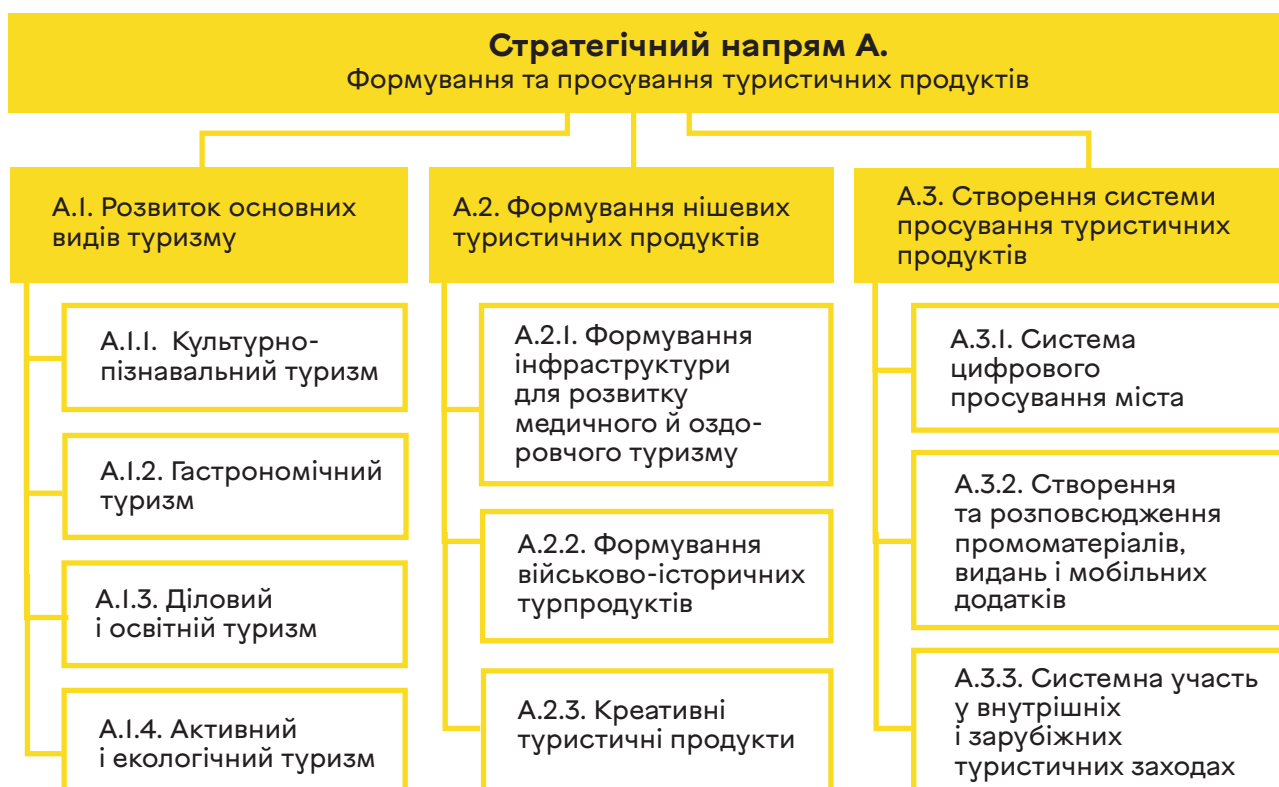 Стратегічний напрям А.
Формування та просування туристичних продуктів
А.1. Розвиток основних
видів туризму
А.1.1. Культурно-
пізнавальний туризм
А.1.2. Гастрономічний
туризм
А.1.3. Діловий
і освітній туризм
А.1.4. Активний
і екологічний туризм
А.2. Формування нішевих
туристичних продуктів
А.2.1. Формування
інфраструктури
для розвитку
медичного й оздо-
ровчого туризму
А.2.2. Формування
військово-історичних
турпродуктів
А.2.3. Креативні
туристичні продукти
А.3. Створення системи
просування туристичних
продуктів
А.3.1. Система
цифрового
просування міста
А.3.2. Створення
та розповсюдження
промоматеріалів,
видань і мобільних
додатків
А.3.3. Системна участь
у внутрішніх
і зарубіжних
туристичних заходах